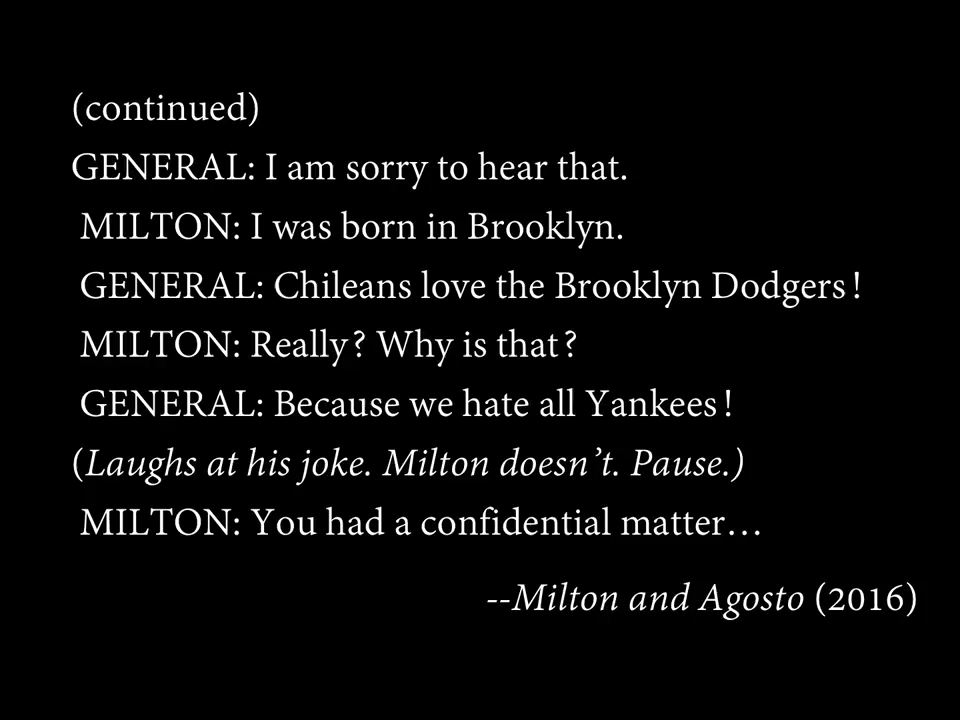 (continued)
GENERAL: I am sorry to hear that.
MILTON: I was born in Brooklyn.
GENERAL: Chileans love the Brooklyn Dodgers!
MILTON: Really? Why is that?
GENERAL: Because we hate all Yankees!
(Laughs at his joke. Milton doesn't. Pause.)
MILTON: You had a confidential matter…
--Milton and Agosto (2016)